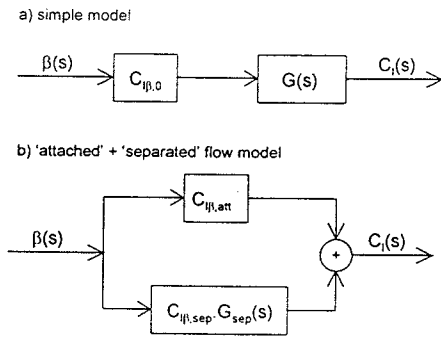 a) simple model
β(s)
C_lβ,0
G(s)
C_l(s)
b) 'attached' + 'separated' flow model
C_lβ,att
β(s)
+
C_l(s)
C_lβ,sep·G_sep(s)